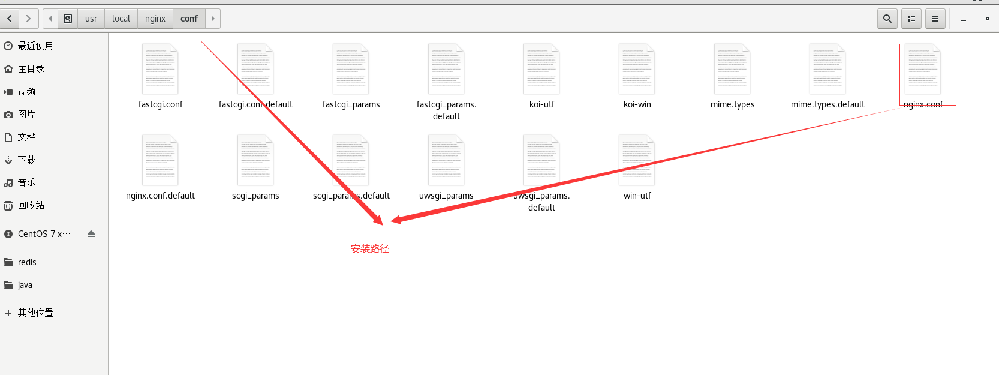 usr local nginx conf
最近使用
主目录
视频
图片
文档
下载
音乐
回收站
CentOS 7 x···
redis
java
其他位置
fastcgi.conf fastcgi.conf.default fastcgi_params fastcgi_params.default koi-utf koi-win mime.types mime.types.default nginx.conf
nginx.conf.default scgi_params scgi_params.default uwsgi_params uwsgi_params.default win-utf
安装路径